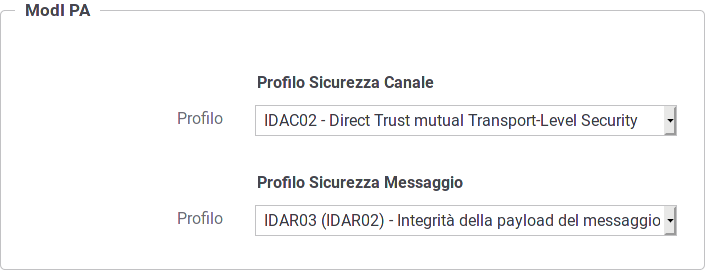 ModI PA
Profilo Sicurezza Canale
Profilo IDAC02 - Direct Trust mutual Transport-Level Security
Profilo Sicurezza Messaggio
Profilo IDAR03 (IDAR02) - Integrità della payload del messaggio